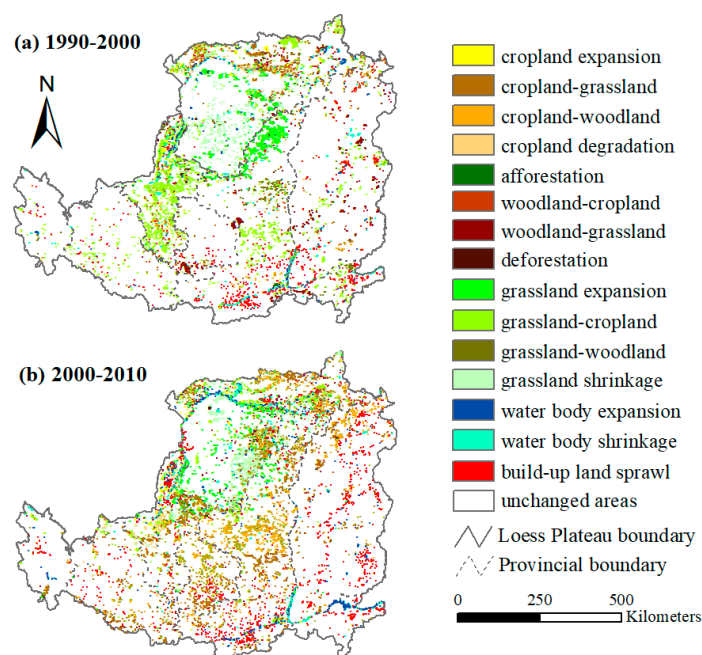 (a) 1990-2000
N
(b) 2000-2010
cropland expansion
cropland-grassland
cropland-woodland
cropland degradation
afforestation
woodland-cropland
woodland-grassland
deforestation
grassland expansion
grassland-cropland
grassland-woodland
grassland shrinkage
water body expansion
water body shrinkage
build-up land sprawl
unchanged areas
Loess Plateau boundary
Provincial boundary
0 250 500
Kilometers